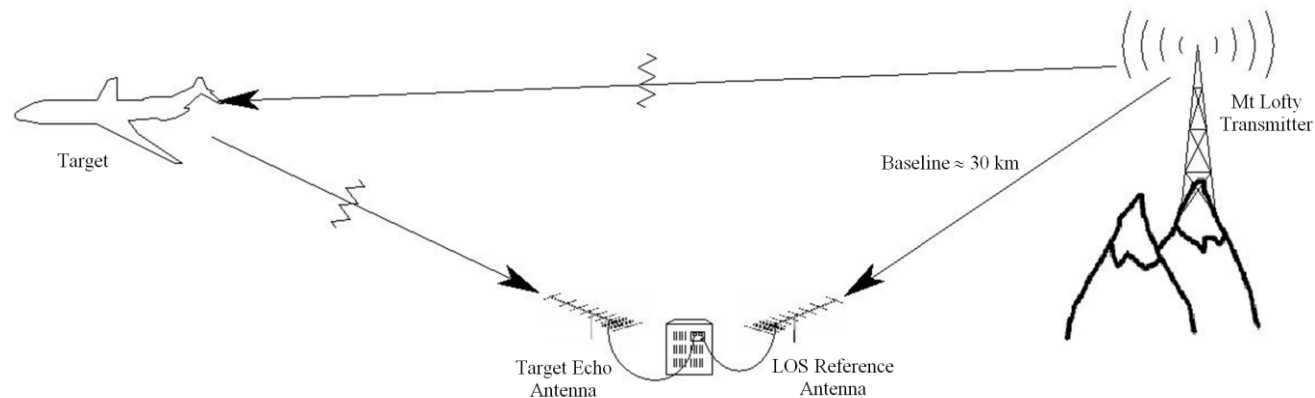 Mt Lofty
Transmitter
Target
Baseline ≈ 30 km
Target Echo
Antenna
LOS Reference
Antenna